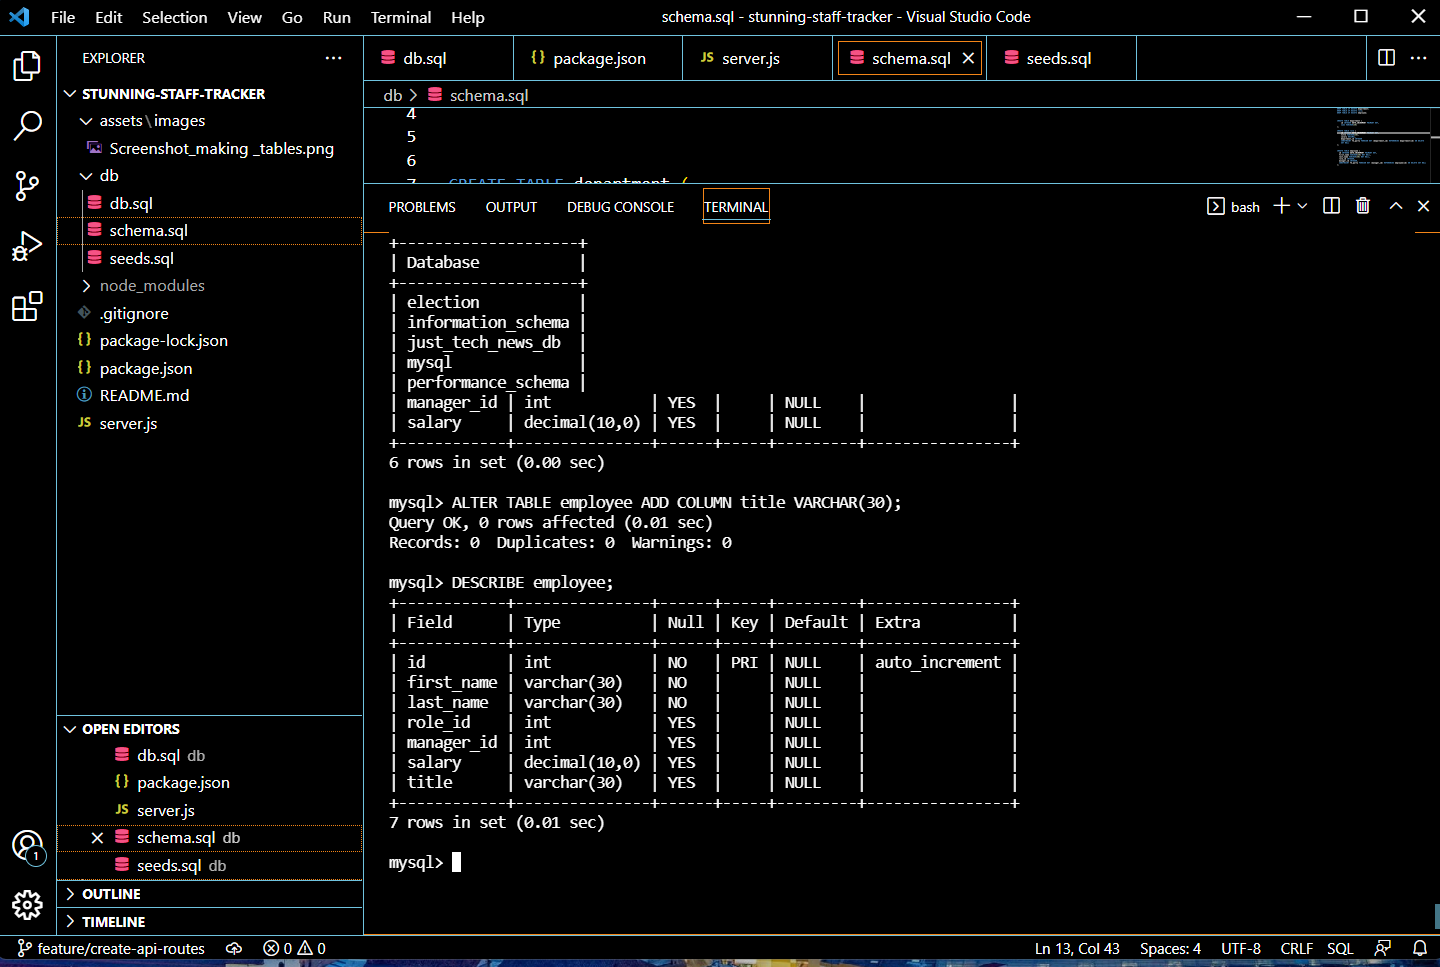 File Edit Selection View Go Run Terminal Help
schema.sql - stunning-staff-tracker - Visual Studio Code
EXPLORER
STUNNING-STAFF-TRACKER
assets\images
Screenshot_making _tables.png
db
db.sql
schema.sql
seeds.sql
node_modules
.gitignore
package-lock.json
package.json
README.md
server.js
OPEN EDITORS
db.sql db
package.json
server.js
schema.sql db
seeds.sql db
OUTLINE
TIMELINE
1
db.sql package.json server.js schema.sql seeds.sql
db > schema.sql
4
5
6
7 CREATE TABLE department (
PROBLEMS OUTPUT DEBUG CONSOLE TERMINAL
bash
+--------------------+
| Database           |
+--------------------+
| election           |
| information_schema |
| just_tech_news_db  |
| mysql              |
| performance_schema |
| manager_id | int           | YES  |     | NULL    |                |
| salary     | decimal(10,0) | YES  |     | NULL    |                |
+------------+---------------+------+-----+---------+----------------+
6 rows in set (0.00 sec)
mysql> ALTER TABLE employee ADD COLUMN title VARCHAR(30);
Query OK, 0 rows affected (0.01 sec)
Records: 0  Duplicates: 0  Warnings: 0
mysql> DESCRIBE employee;
+------------+---------------+------+-----+---------+----------------+
| Field      | Type          | Null | Key | Default | Extra          |
+------------+---------------+------+-----+---------+----------------+
| id         | int           | NO   | PRI | NULL    | auto_increment |
| first_name | varchar(30)   | NO   |     | NULL    |                |
| last_name  | varchar(30)   | NO   |     | NULL    |                |
| role_id    | int           | YES  |     | NULL    |                |
| manager_id | int           | YES  |     | NULL    |                |
| salary     | decimal(10,0) | YES  |     | NULL    |                |
| title      | varchar(30)   | YES  |     | NULL    |                |
+------------+---------------+------+-----+---------+----------------+
7 rows in set (0.01 sec)
mysql>
feature/create-api-routes 0 0 Ln 13, Col 43 Spaces: 4 UTF-8 CRLF SQL